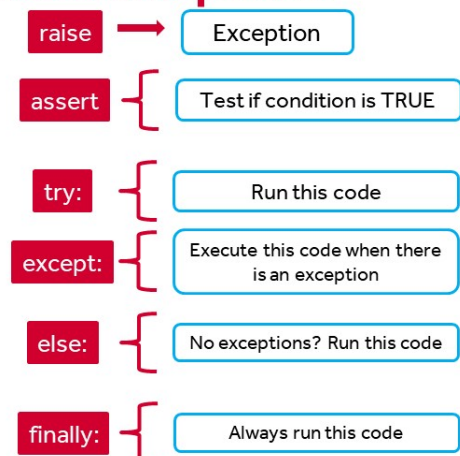 raise
Exception
assert
Test if condition is TRUE
try:
Run this code
except:
Execute this code when there
is an exception
else:
No exceptions? Run this code
finally:
Always run this code